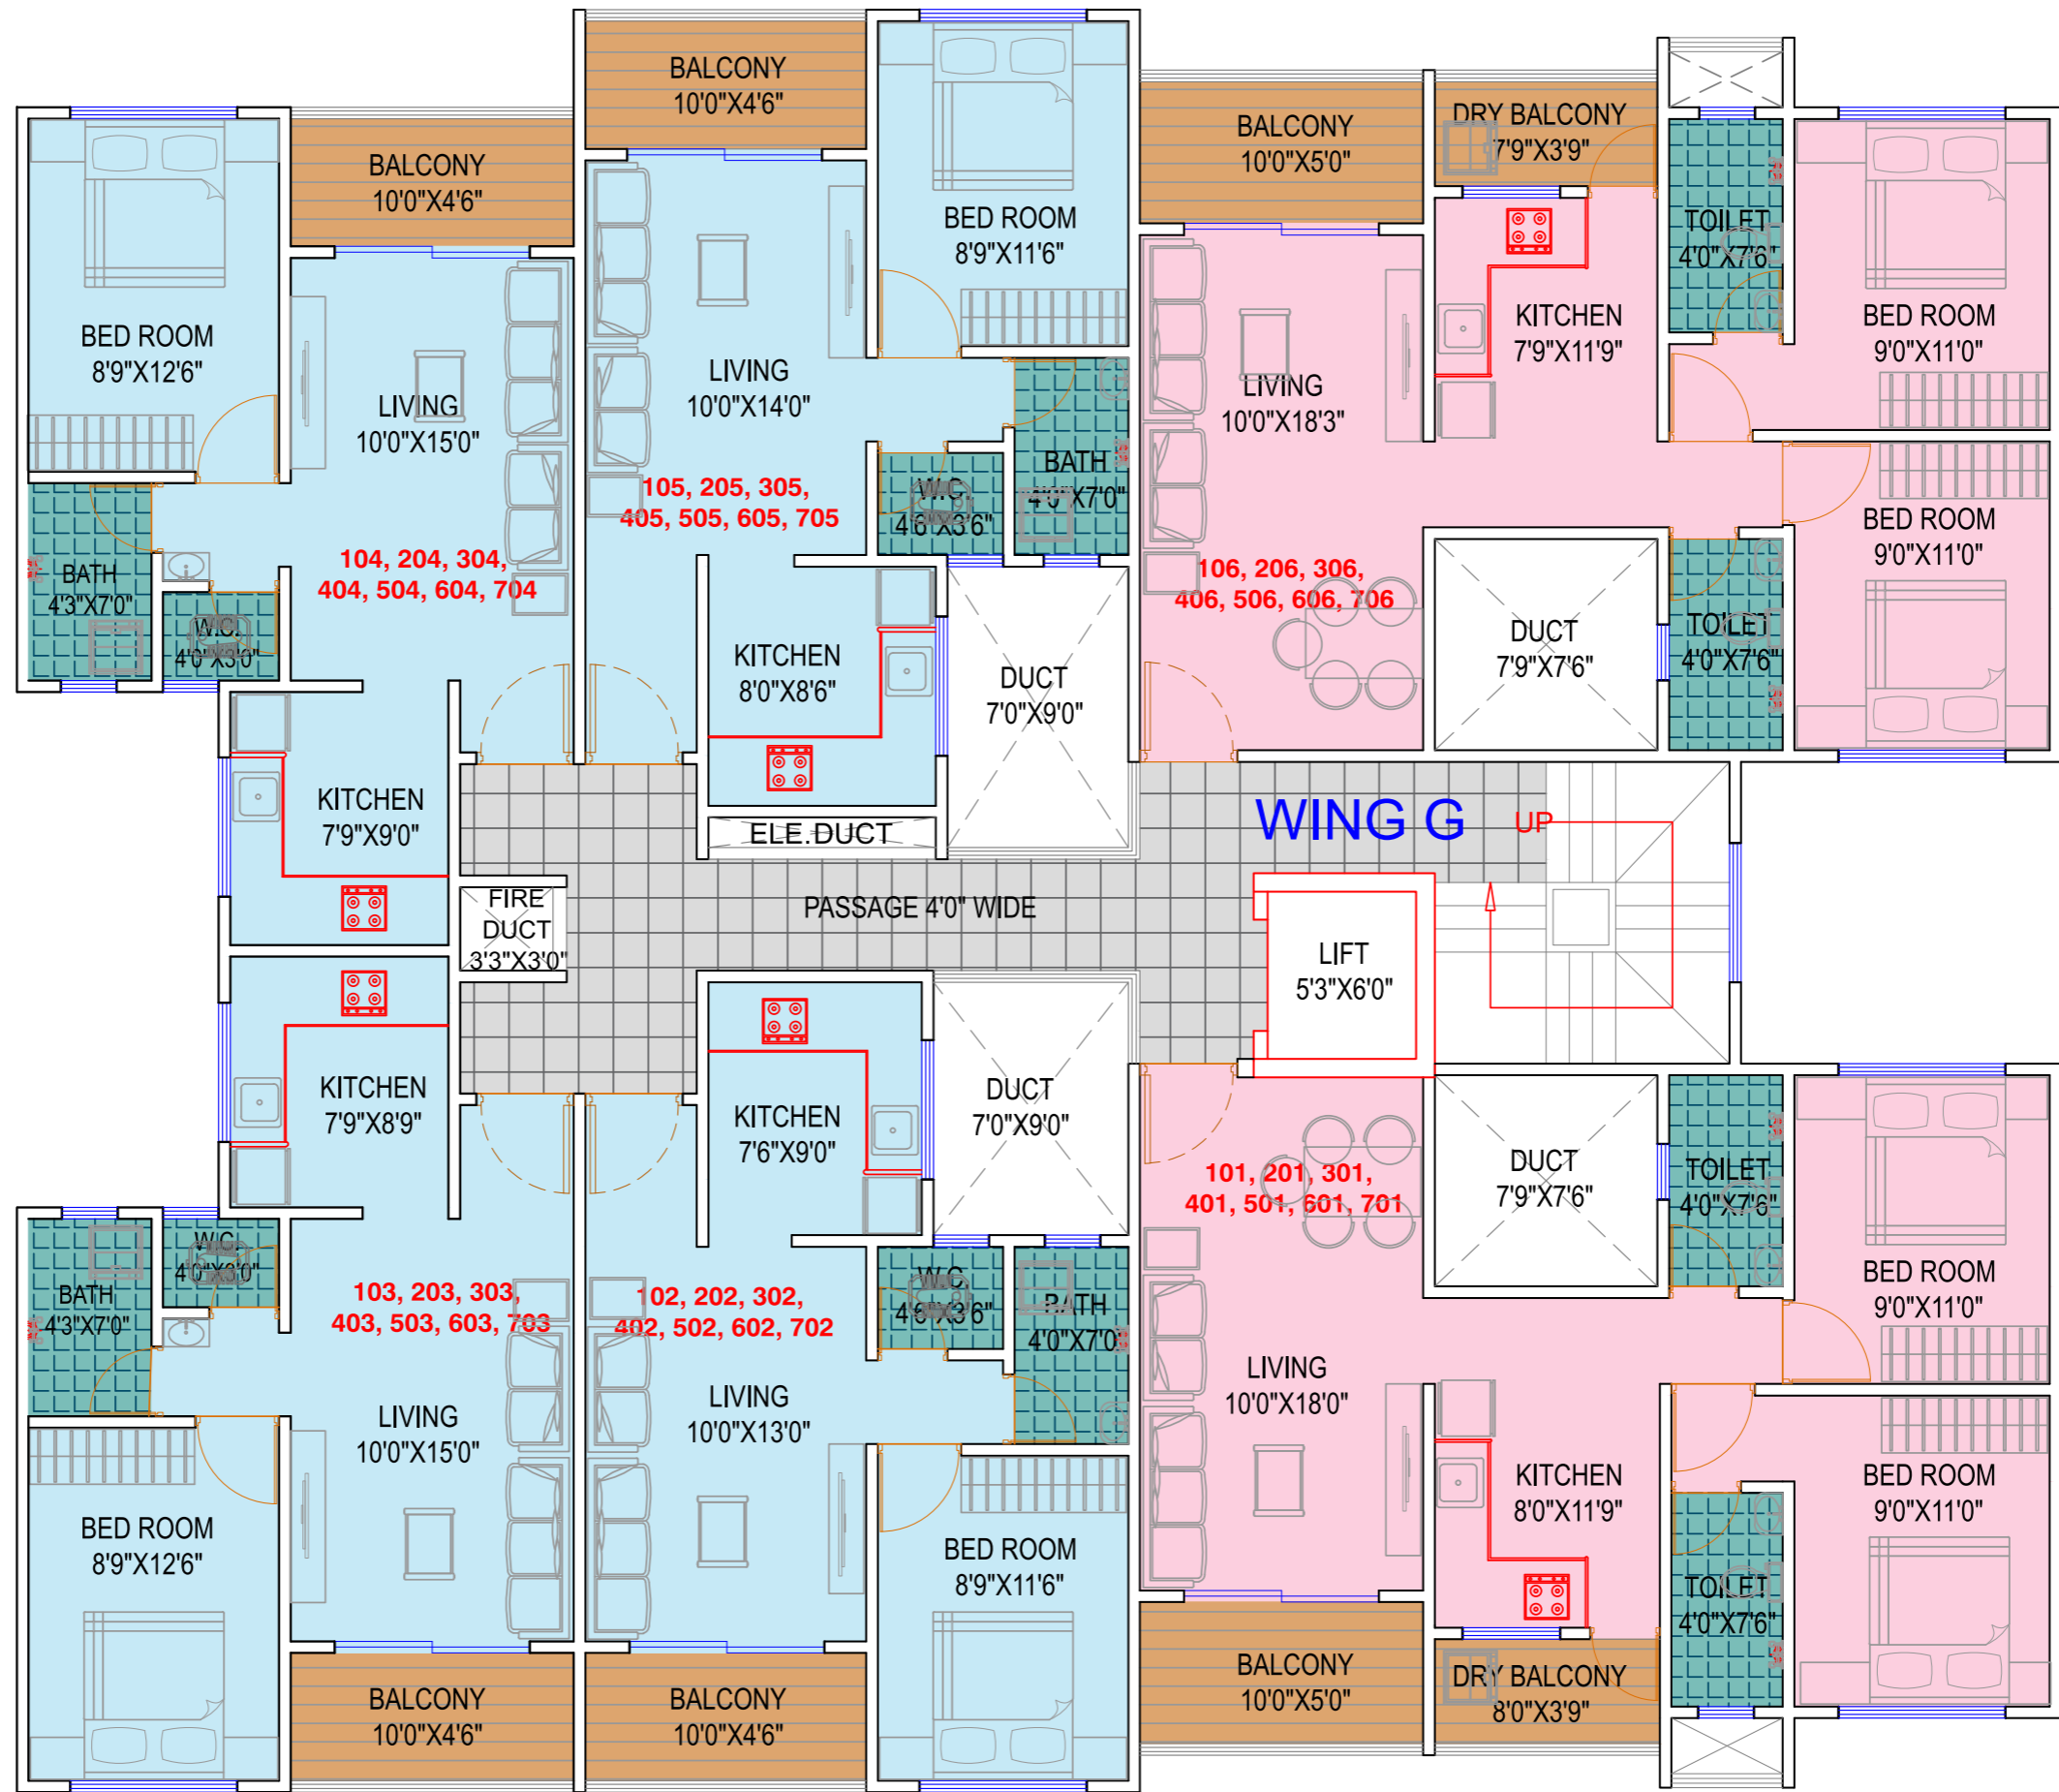 BALCONY
10'0"X4'6"
BALCONY
10'0"X4'6"
BED ROOM
8'9"X11'6"
BALCONY
10'0"X5'0"
DRY BALCONY
7'9"X3'9"
TOILET
4'0"X7'6"
BED ROOM
9'0"X11'0"
BED ROOM
8'9"X12'6"
LIVING
10'0"X15'0"
LIVING
10'0"X14'0"
LIVING
10'0"X18'3"
KITCHEN
7'9"X11'9"
BATH
4'3"X7'0"
W.C.
4'0"X3'0"
104, 204, 304,
404, 504, 604, 704
105, 205, 305,
405, 505, 605, 705
W.C.
4'6"X3'6"
BATH
X7'0"
106, 206, 306,
406, 506, 606, 706
BED ROOM
9'0"X11'0"
DUCT
7'9"X7'6"
TOILET
4'0"X7'6"
KITCHEN
8'0"X8'6"
DUCT
7'0"X9'0"
KITCHEN
7'9"X9'0"
ELE.DUCT
WING G
UP
FIRE
DUCT
3'3"X3'0"
PASSAGE 4'0" WIDE
LIFT
5'3"X6'0"
KITCHEN
7'9"X8'9"
KITCHEN
7'6"X9'0"
DUCT
7'0"X9'0"
101, 201, 301,
401, 501, 601, 701
DUCT
7'9"X7'6"
TOILET
4'0"X7'6"
BED ROOM
9'0"X11'0"
W.C.
4'0"X3'0"
BATH
4'3"X7'0"
103, 203, 303,
403, 503, 603, 703
102, 202, 302,
402, 502, 602, 702
W.C.
4'6"X3'6"
BATH
4'0"X7'0"
LIVING
10'0"X15'0"
LIVING
10'0"X13'0"
LIVING
10'0"X18'0"
KITCHEN
8'0"X11'9"
BED ROOM
9'0"X11'0"
BED ROOM
8'9"X12'6"
BED ROOM
8'9"X11'6"
TOILET
4'0"X7'6"
BALCONY
10'0"X4'6"
BALCONY
10'0"X4'6"
BALCONY
10'0"X5'0"
DRY BALCONY
8'0"X3'9"